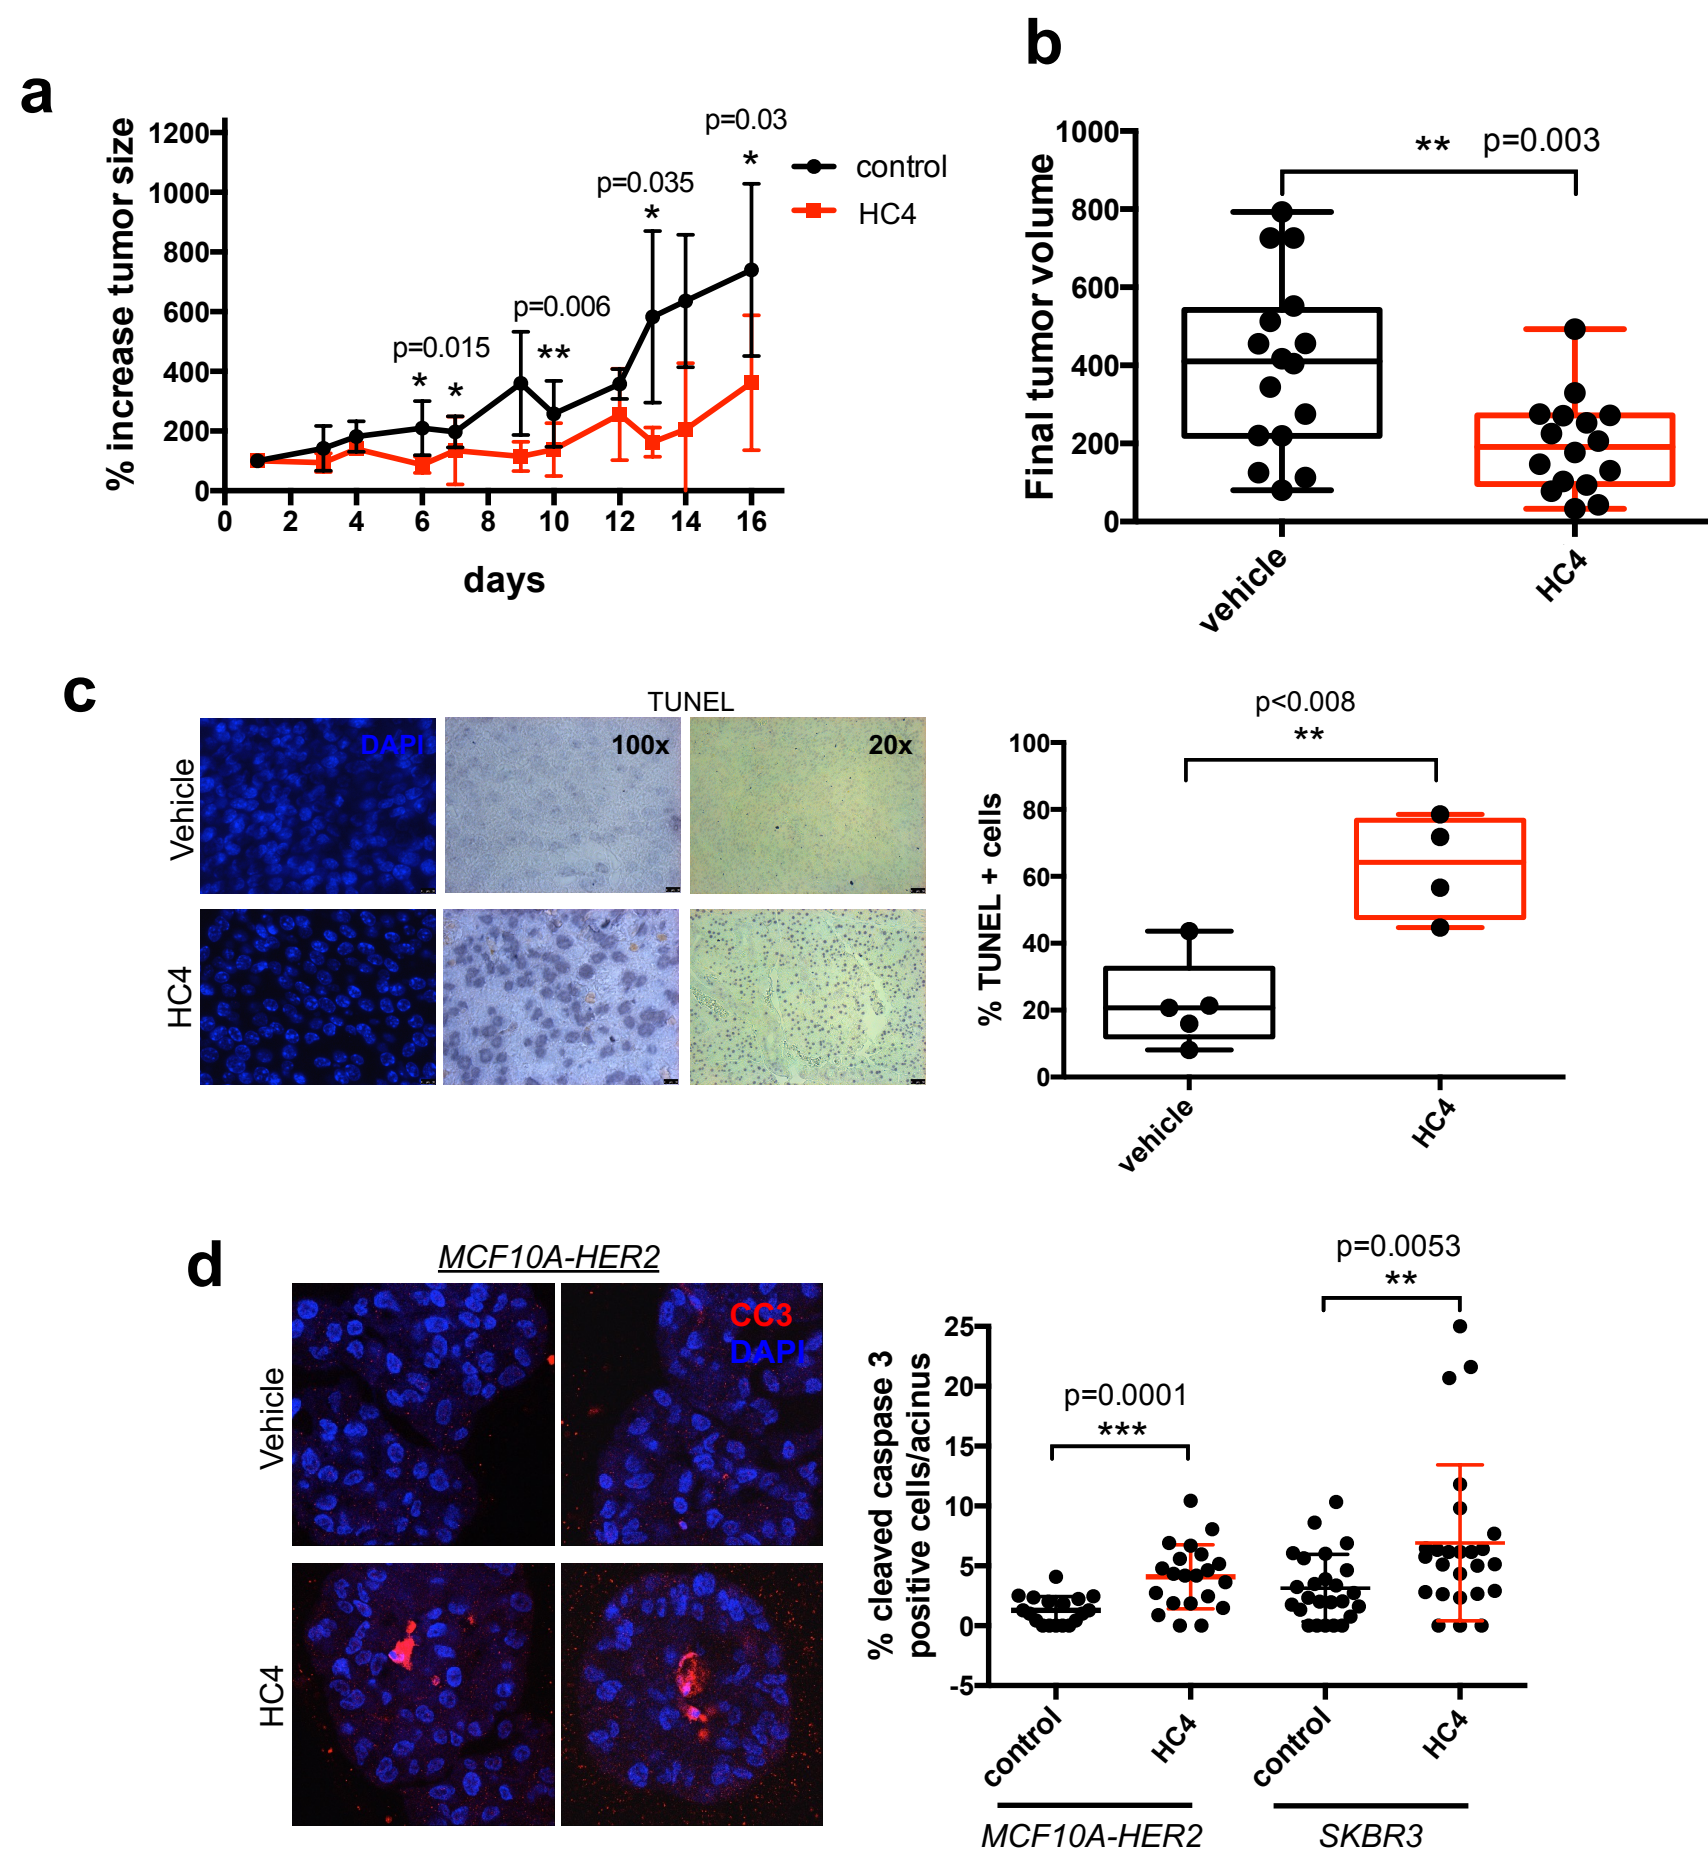 a
% increase tumor size
1200
1000
800
600
400
200
0
0 2 4 6 8 10 12 14 16
days
p=0.015
*
*
p=0.006
**
p=0.035
*
p=0.03
*
control
HC4
b
Final tumor volume
1000
800
600
400
200
0
** p=0.003
vehicle
HC4
c
TUNEL
Vehicle
DAPI
100x
20x
HC4
% TUNEL + cells
100
80
60
40
20
0
p<0.008
**
vehicle
HC4
d
MCF10A-HER2
Vehicle
CC3
DAPI
HC4
% cleaved caspase 3
positive cells/acinus
25
20
15
10
5
0
-5
p=0.0001
***
p=0.0053
**
control
HC4
control
HC4
MCF10A-HER2
SKBR3